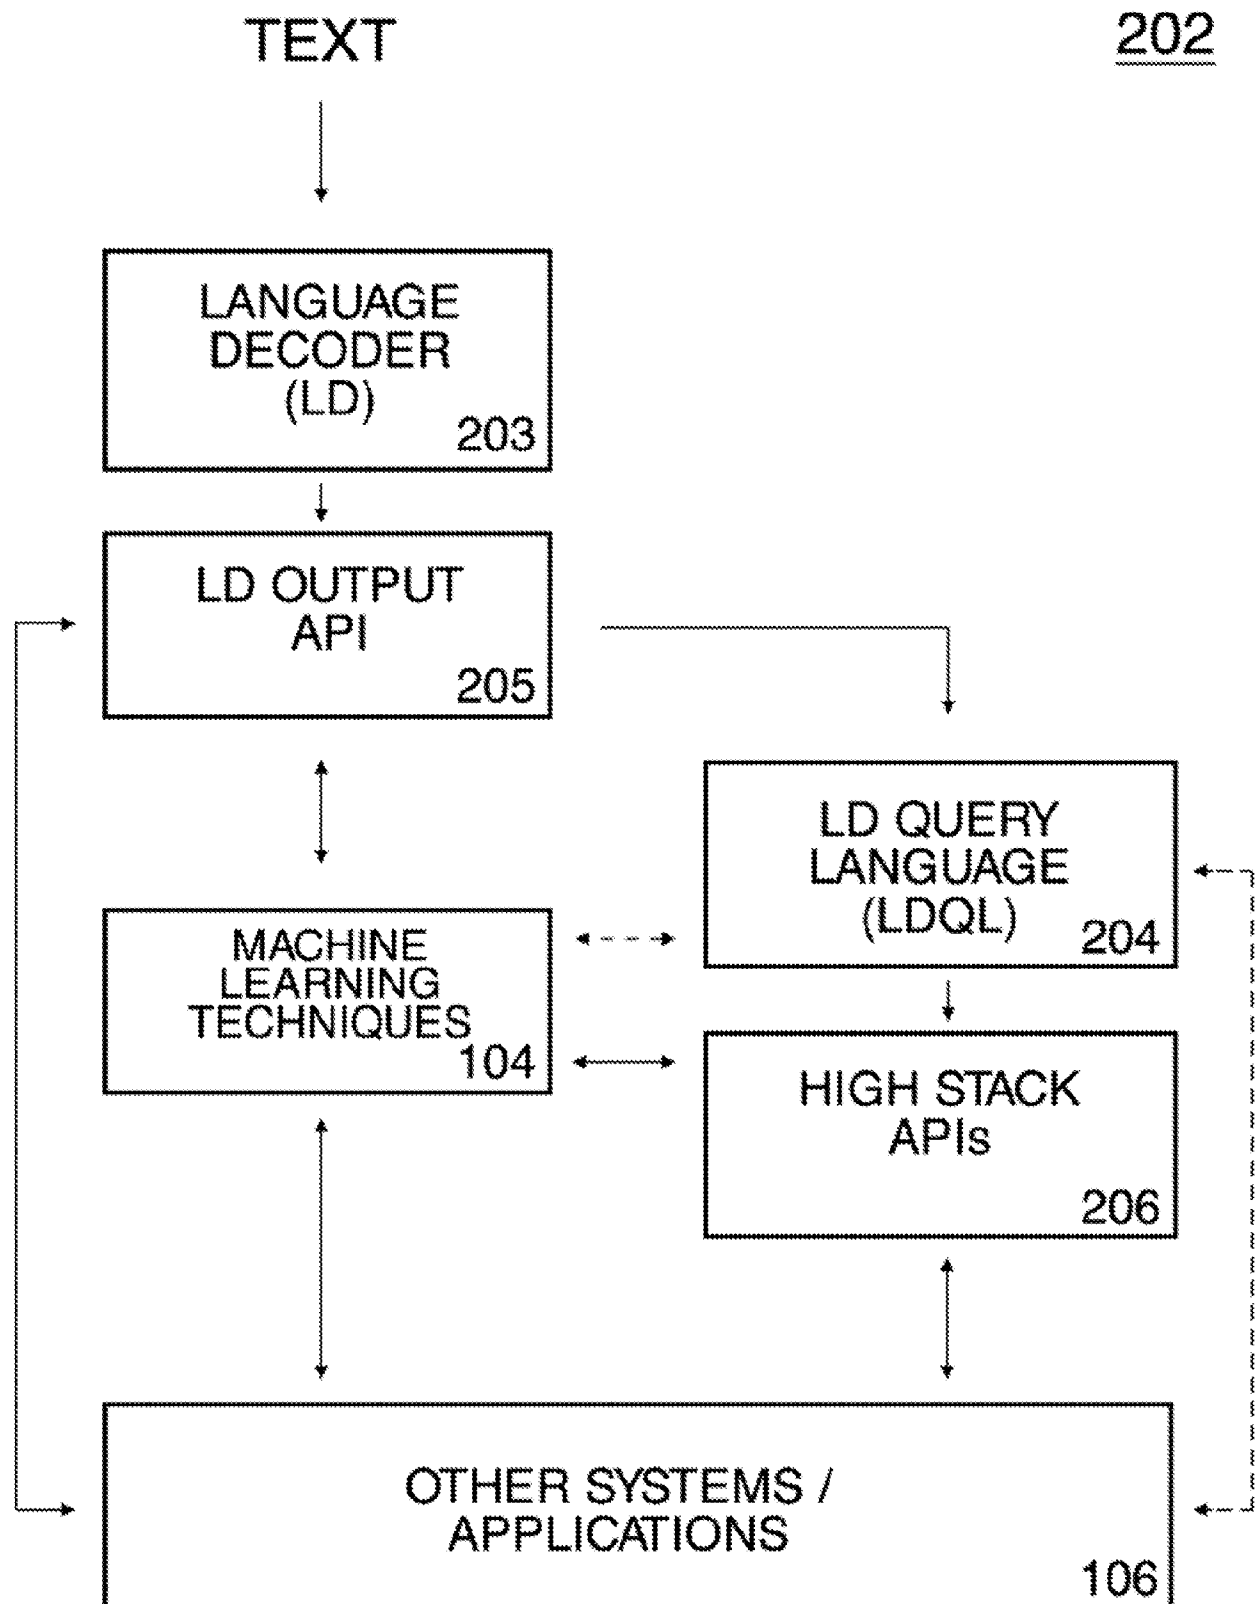 TEXT
202
LANGUAGE
DECODER
(LD)
203
LD OUTPUT
API
205
LD QUERY
LANGUAGE
(LDQL)
204
MACHINE
LEARNING
TECHNIQUES
104
HIGH STACK
APIs
206
OTHER SYSTEMS /
APPLICATIONS
106